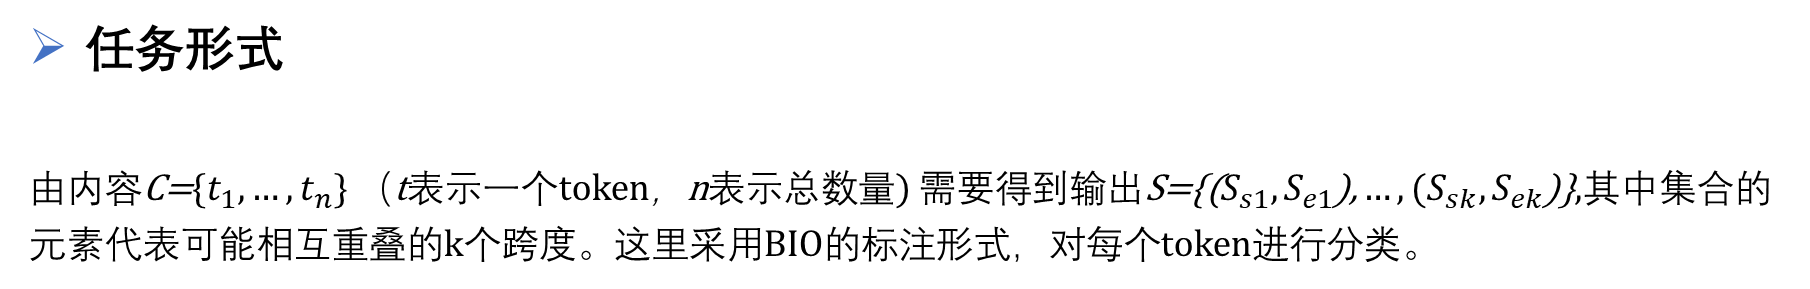 任务形式
由内容C={t₁,…,tₙ}（t表示一个token，n表示总数量) 需要得到输出S={(Sₛ₁,Sₑ₁),…,(Sₛₖ,Sₑₖ)},其中集合的
元素代表可能相互重叠的k个跨度。这里采用BIO的标注形式，对每个token进行分类。